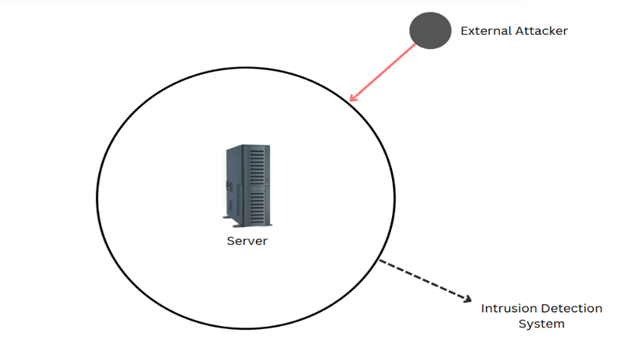 External Attacker
Server
Intrusion Detection
System